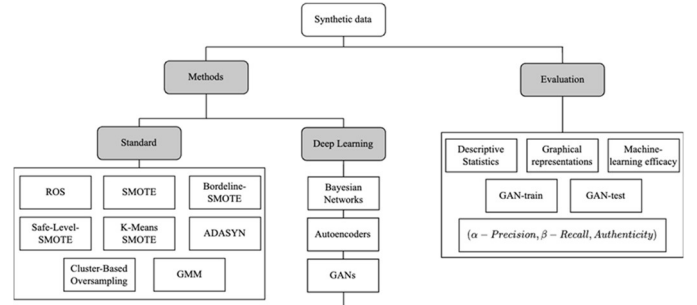 Synthetic data
Methods
Evaluation
Standard
Deep Learning
ROS
SMOTE
Bordeline-
SMOTE
Safe-Level-
SMOTE
K-Means
SMOTE
ADASYN
Cluster-Based
Oversampling
GMM
Bayesian
Networks
Autoencoders
GANs
Descriptive
Statistics
Graphical
representations
Machine-
learning efficacy
GAN-train
GAN-test
(α − Precision, β − Recall, Authenticity)